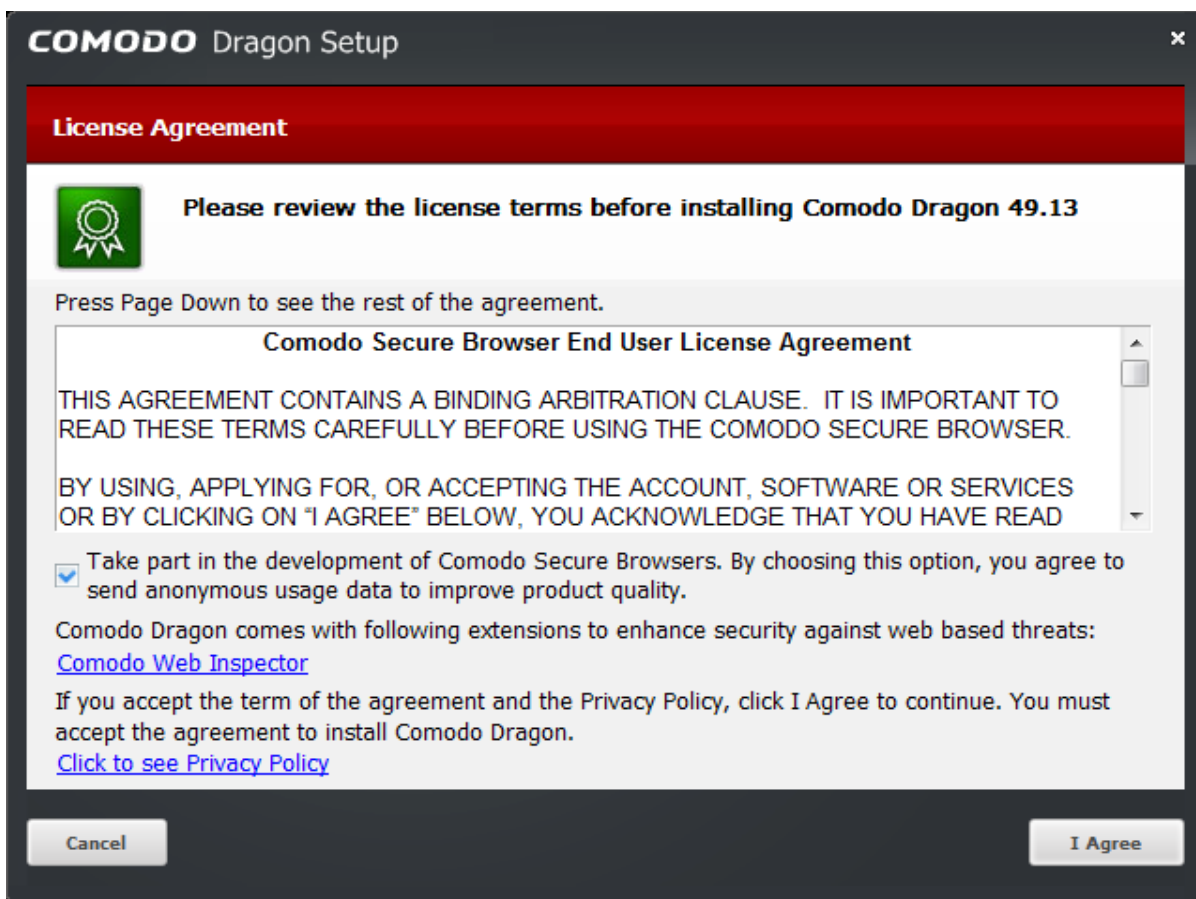 COMODO Dragon Setup
License Agreement
Please review the license terms before installing Comodo Dragon 49.13
Press Page Down to see the rest of the agreement.
Comodo Secure Browser End User License Agreement
THIS AGREEMENT CONTAINS A BINDING ARBITRATION CLAUSE.  IT IS IMPORTANT TO
READ THESE TERMS CAREFULLY BEFORE USING THE COMODO SECURE BROWSER.
BY USING, APPLYING FOR, OR ACCEPTING THE ACCOUNT, SOFTWARE OR SERVICES
OR BY CLICKING ON “I AGREE” BELOW, YOU ACKNOWLEDGE THAT YOU HAVE READ
Take part in the development of Comodo Secure Browsers. By choosing this option, you agree to
send anonymous usage data to improve product quality.
Comodo Dragon comes with following extensions to enhance security against web based threats:
Comodo Web Inspector
If you accept the term of the agreement and the Privacy Policy, click I Agree to continue. You must
accept the agreement to install Comodo Dragon.
Click to see Privacy Policy
Cancel
I Agree